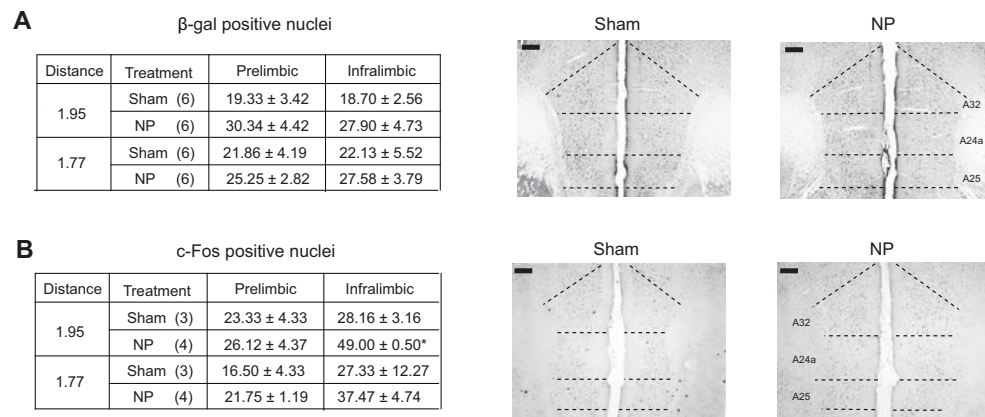 A
β-gal positive nuclei
Distance Treatment Prelimbic Infralimbic
1.95
Sham (6) 19.33 ± 3.42 18.70 ± 2.56
NP (6) 30.34 ± 4.42 27.90 ± 4.73
1.77
Sham (6) 21.86 ± 4.19 22.13 ± 5.52
NP (6) 25.25 ± 2.82 27.58 ± 3.79
Sham
NP
A32
A24a
A25
B
c-Fos positive nuclei
Distance Treatment Prelimbic Infralimbic
1.95
Sham (3) 23.33 ± 4.33 28.16 ± 3.16
NP (4) 26.12 ± 4.37 49.00 ± 0.50*
1.77
Sham (3) 16.50 ± 4.33 27.33 ± 12.27
NP (4) 21.75 ± 1.19 37.47 ± 4.74
Sham
NP
A32
A24a
A25